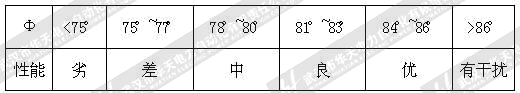 Φ <75° 75° ~77° 78° ~80° 81° ~83° 84° ~86° >86°
性能 劣 差 中 良 优 有干扰